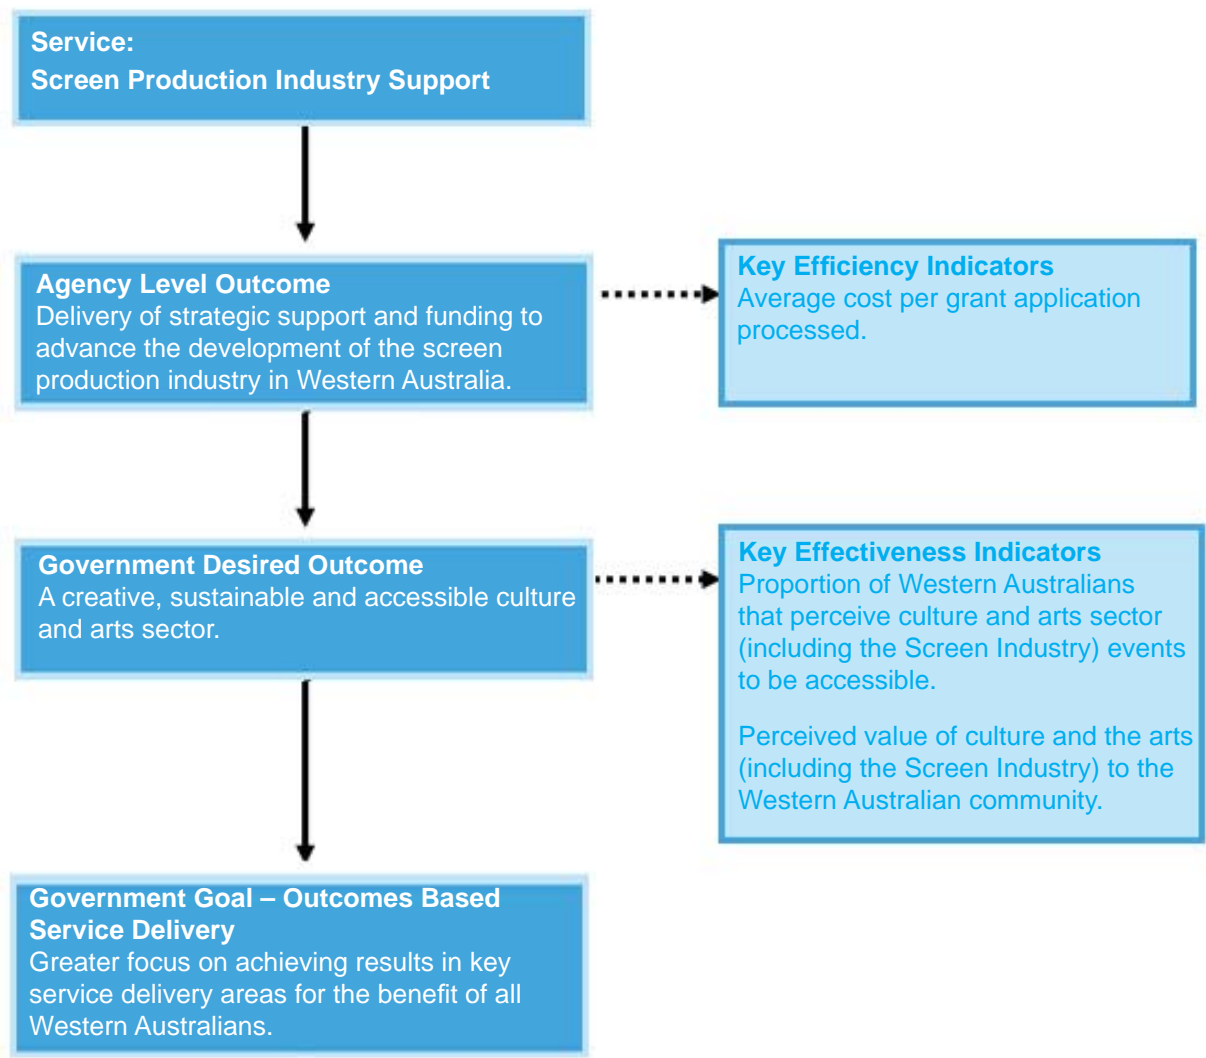 Service:
Screen Production Industry Support
Agency Level Outcome
Delivery of strategic support and funding to
advance the development of the screen
production industry in Western Australia.
Key Efficiency Indicators
Average cost per grant application
processed.
Government Desired Outcome
A creative, sustainable and accessible culture
and arts sector.
Key Effectiveness Indicators
Proportion of Western Australians
that perceive culture and arts sector
(including the Screen Industry) events
to be accessible.
Perceived value of culture and the arts
(including the Screen Industry) to the
Western Australian community.
Government Goal – Outcomes Based
Service Delivery
Greater focus on achieving results in key
service delivery areas for the benefit of all
Western Australians.